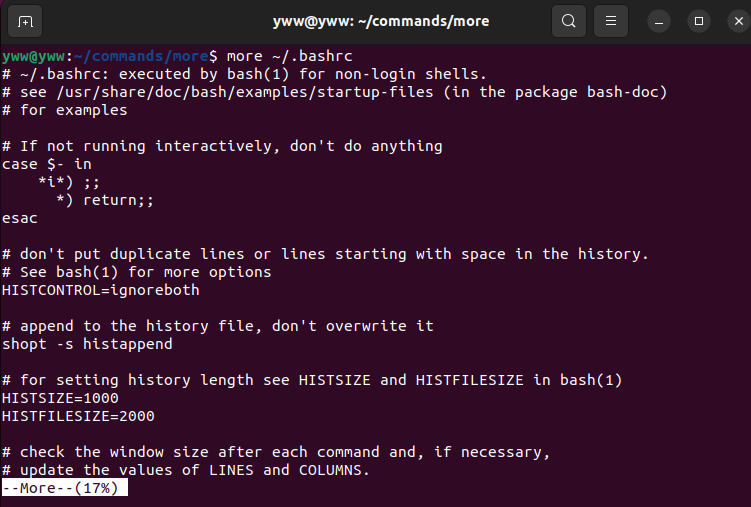 yww@yww: ~/commands/more
yww@yww:~/commands/more$ more ~/.bashrc
# ~/.bashrc: executed by bash(1) for non-login shells.
# see /usr/share/doc/bash/examples/startup-files (in the package bash-doc)
# for examples

# If not running interactively, don't do anything
case $- in
    *i*) ;;
      *) return;;
esac

# don't put duplicate lines or lines starting with space in the history.
# See bash(1) for more options
HISTCONTROL=ignoreboth

# append to the history file, don't overwrite it
shopt -s histappend

# for setting history length see HISTSIZE and HISTFILESIZE in bash(1)
HISTSIZE=1000
HISTFILESIZE=2000

# check the window size after each command and, if necessary,
# update the values of LINES and COLUMNS.
--More--(17%)